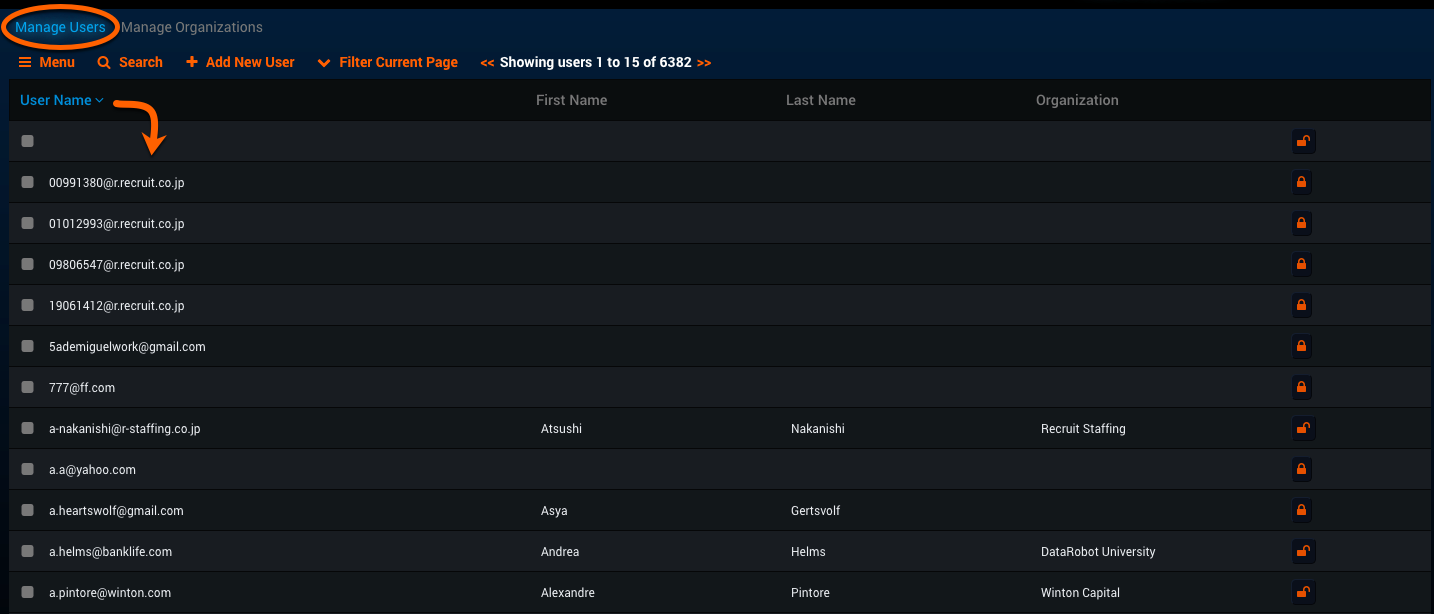 Manage Users Manage Organizations
Menu Search Add New User Filter Current Page << Showing users 1 to 15 of 6382 >>
User Name First Name Last Name Organization
00991380@r.recruit.co.jp
01012993@r.recruit.co.jp
09806547@r.recruit.co.jp
19061412@r.recruit.co.jp
5ademiguelwork@gmail.com
777@ff.com
a-nakanishi@r-staffing.co.jp Atsushi Nakanishi Recruit Staffing
a.a@yahoo.com
a.heartswolf@gmail.com Asya Gertsvolf
a.helms@banklife.com Andrea Helms DataRobot University
a.pintore@winton.com Alexandre Pintore Winton Capital